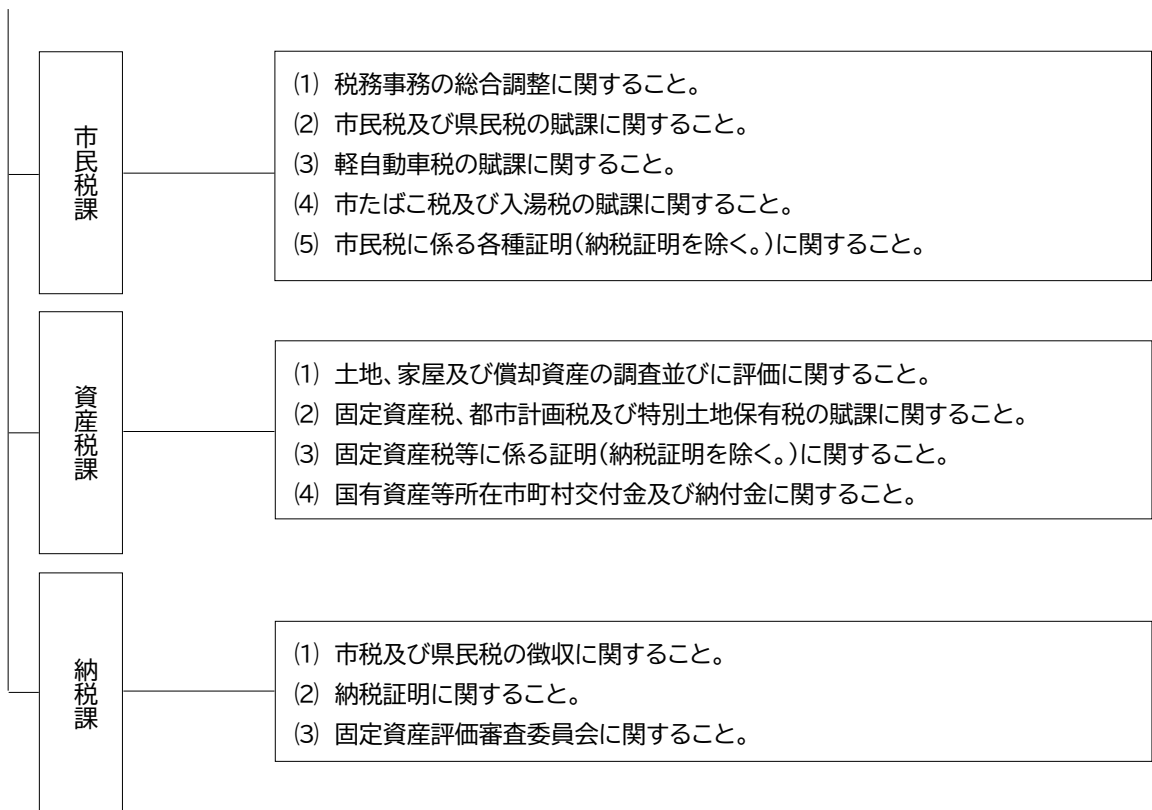 市民税課
⑴ 税務事務の総合調整に関すること。
⑵ 市民税及び県民税の賦課に関すること。
⑶ 軽自動車税の賦課に関すること。
⑷ 市たばこ税及び入湯税の賦課に関すること。
⑸ 市民税に係る各種証明(納税証明を除く。)に関すること。
資産税課
⑴ 土地、家屋及び償却資産の調査並びに評価に関すること。
⑵ 固定資産税、都市計画税及び特別土地保有税の賦課に関すること。
⑶ 固定資産税等に係る証明(納税証明を除く。)に関すること。
⑷ 国有資産等所在市町村交付金及び納付金に関すること。
納税課
⑴ 市税及び県民税の徴収に関すること。
⑵ 納税証明に関すること。
⑶ 固定資産評価審査委員会に関すること。